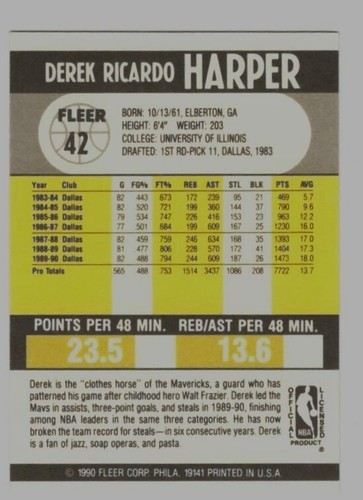 DEREK RICARDO HARPER
FLEER
42
BORN: 10/13/61, ELBERTON, GA
HEIGHT: 6'4" WEIGHT: 203
COLLEGE: UNIVERSITY OF ILLINOIS
DRAFTED: 1ST RD-PICK 11, DALLAS, 1983
Year Club G FG% FT% REB AST STL BLK PTS AVG
1983-84 Dallas 82 443 673 172 239 95 21 469 5.7
1984-85 Dallas 82 520 721 199 360 144 37 790 9.6
1985-86 Dallas 79 534 747 226 416 153 23 963 12.2
1986-87 Dallas 77 501 684 199 609 167 25 1230 16.0
1987-88 Dallas 82 459 759 246 634 168 35 1393 17.0
1988-89 Dallas 81 477 806 228 570 172 41 1404 17.3
1989-90 Dallas 82 488 794 244 609 187 26 1473 18.0
Pro Totals 565 488 753 1514 3437 1086 208 7722 13.7
POINTS PER 48 MIN. REB/AST PER 48 MIN.
23.5 13.6
Derek is the "clothes horse" of the Mavericks, a guard who has
patterned his game after childhood hero Walt Frazier. Derek led the
Mavs in assists, three-point goals, and steals in 1989-90, finishing
among NBA leaders in the same three categories. He has now
broken the team record for steals—in six consecutive years. Derek
is a fan of jazz, soap operas, and pasta.
OFFICIAL LICENSED
NBA
PRODUCT
©1990 FLEER CORP. PHILA. 19141 PRINTED IN U.S.A.